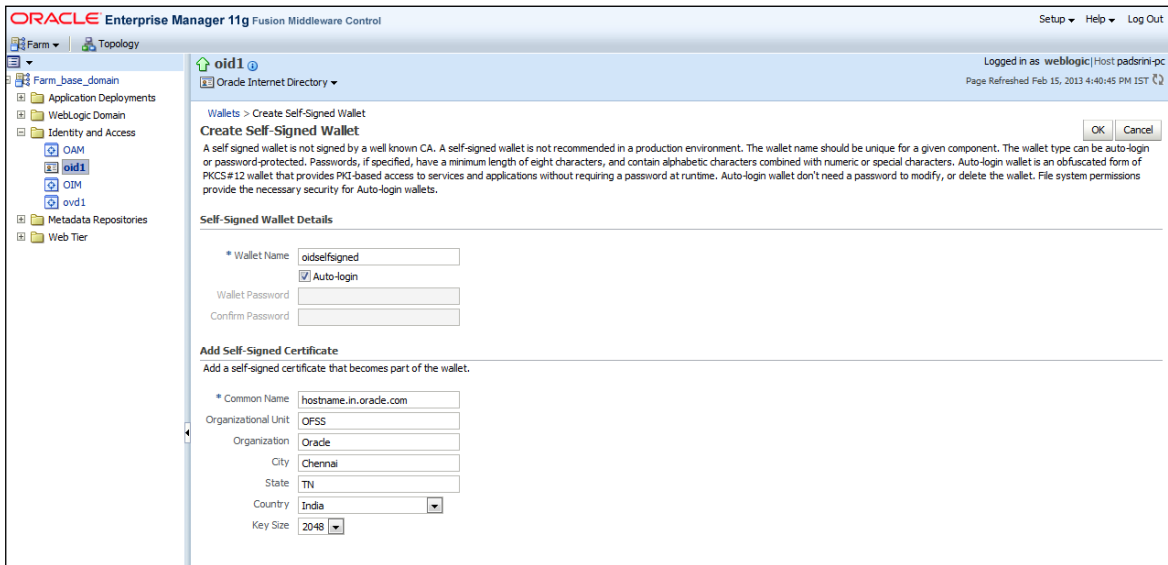 ORACLE Enterprise Manager 11g Fusion Middleware Control
Setup Help Log Out
Farm Topology
Farm_base_domain
Application Deployments
WebLogic Domain
Identity and Access
OAM
oid1
OIM
ovd1
Metadata Repositories
Web Tier
oid1
Logged in as weblogic|Host padsrini-pc
Oracle Internet Directory
Page Refreshed Feb 15, 2013 4:40:45 PM IST
Wallets > Create Self-Signed Wallet
Create Self-Signed Wallet
OK Cancel
A self signed wallet is not signed by a well known CA. A self-signed wallet is not recommended in a production environment. The wallet name should be unique for a given component. The wallet type can be auto-login
or password-protected. Passwords, if specified, have a minimum length of eight characters, and contain alphabetic characters combined with numeric or special characters. Auto-login wallet is an obfuscated form of
PKCS#12 wallet that provides PKI-based access to services and applications without requiring a password at runtime. Auto-login wallet don't need a password to modify, or delete the wallet. File system permissions
provide the necessary security for Auto-login wallets.
Self-Signed Wallet Details
* Wallet Name oidselfsigned
Auto-login
Wallet Password
Confirm Password
Add Self-Signed Certificate
Add a self-signed certificate that becomes part of the wallet.
* Common Name hostname.in.oracle.com
Organizational Unit OFSS
Organization Oracle
City Chennai
State TN
Country India
Key Size 2048